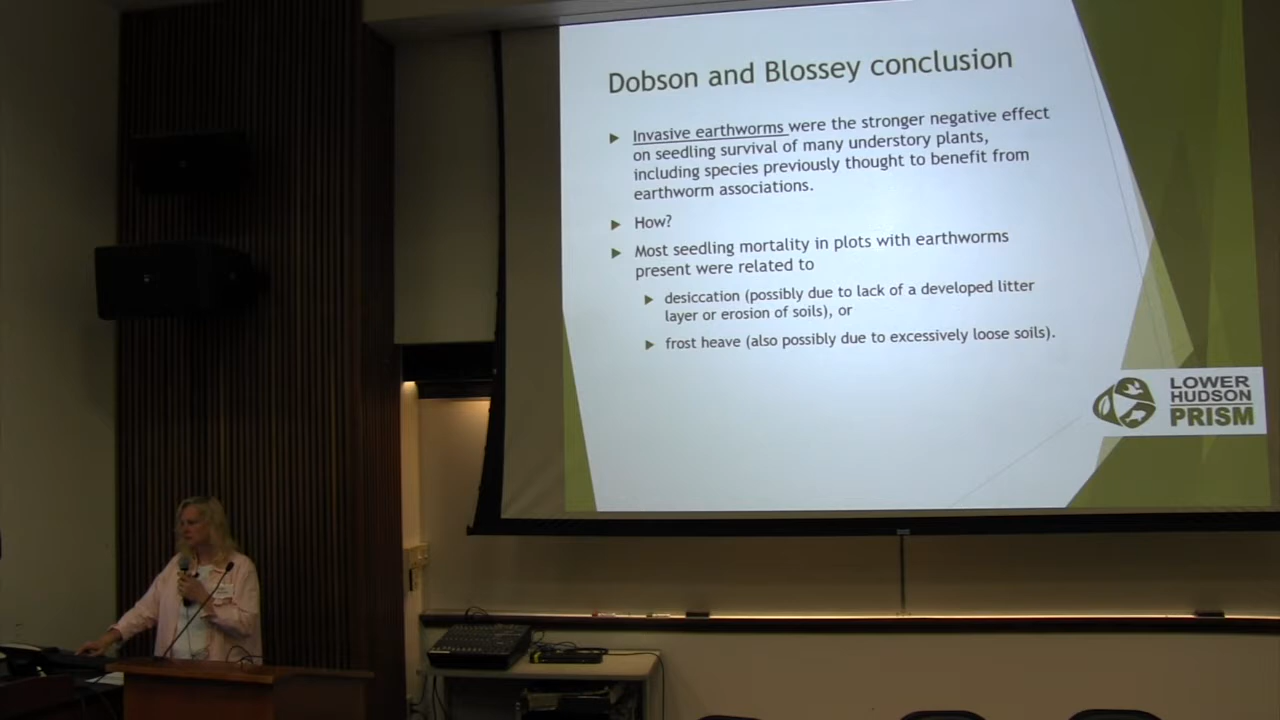 Dobson and Blossey conclusion
Invasive earthworms were the stronger negative effect
on seedling survival of many understory plants,
including species previously thought to benefit from
earthworm associations.
How?
Most seedling mortality in plots with earthworms
present were related to
desiccation (possibly due to lack of a developed litter
layer or erosion of soils), or
frost heave (also possibly due to excessively loose soils).
LOWER
HUDSON
PRISM